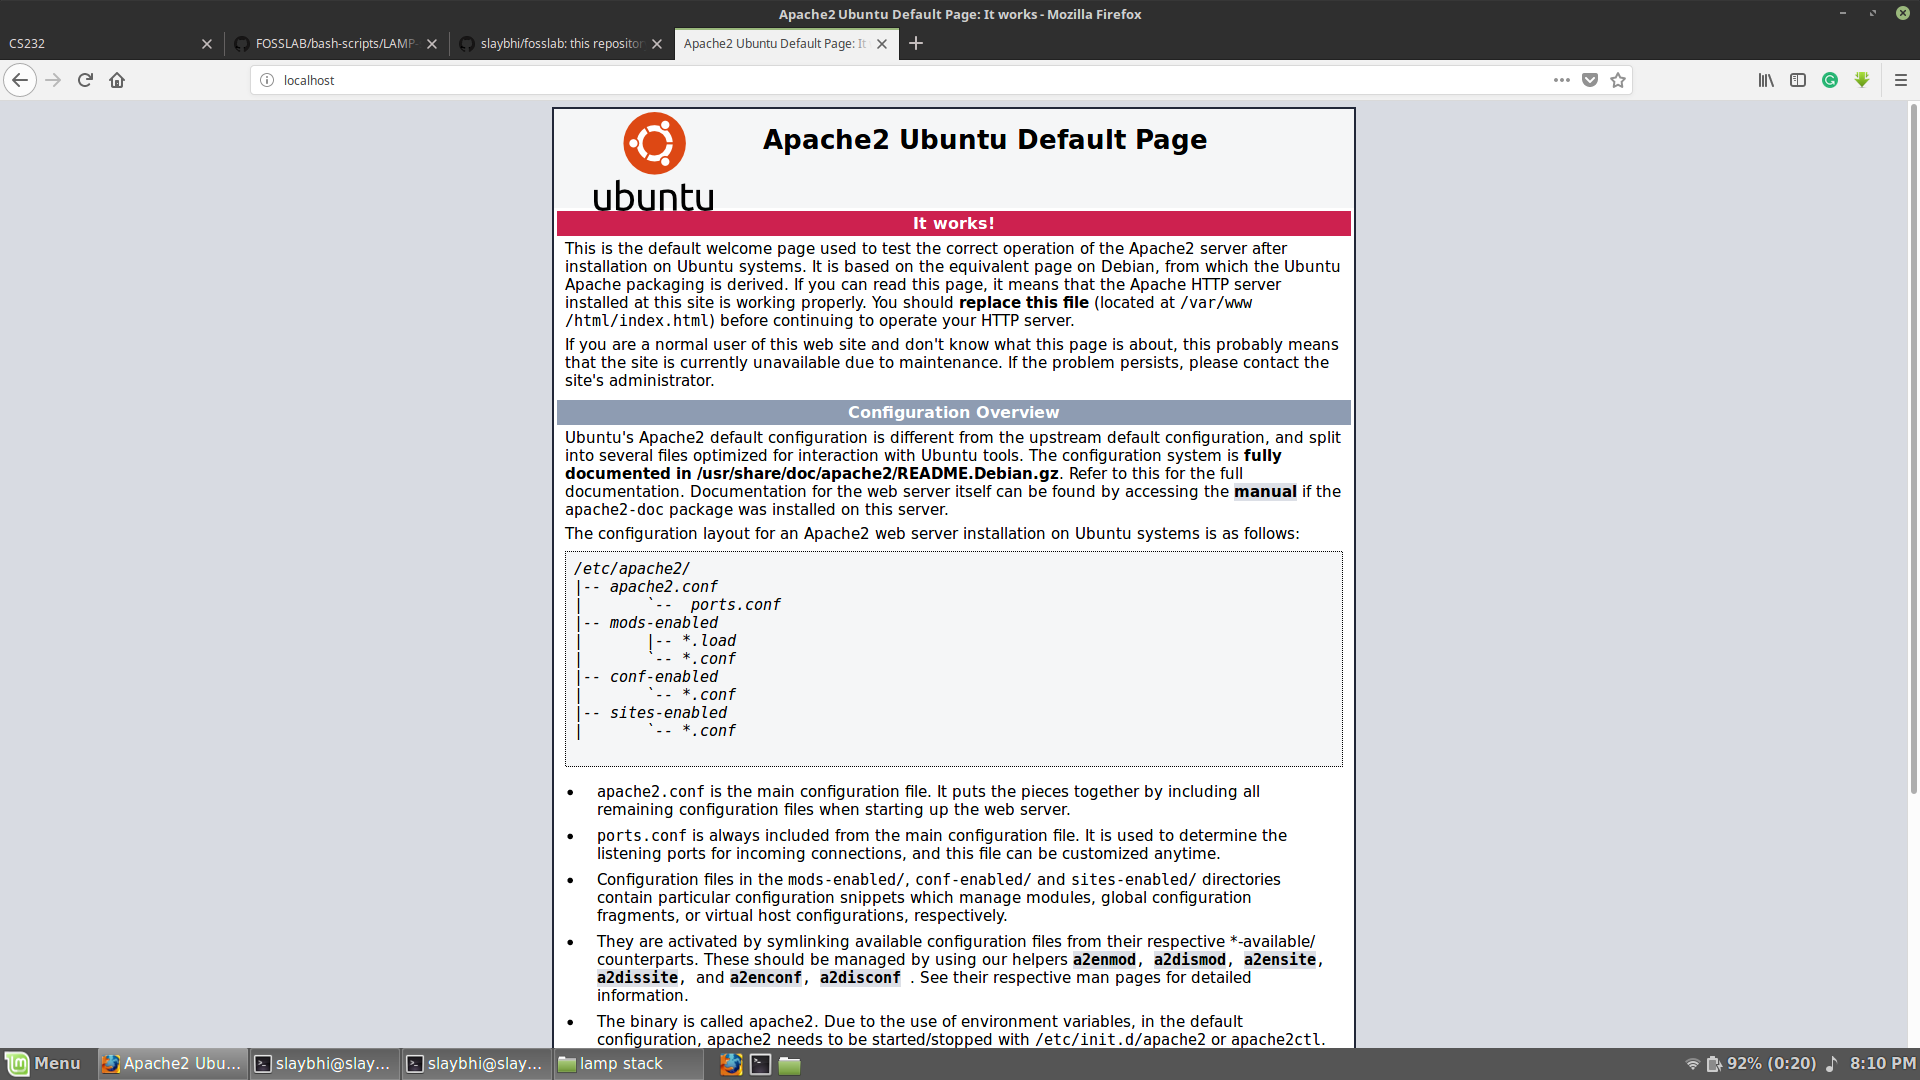 Apache2 Ubuntu Default Page: It works - Mozilla Firefox
CS232
FOSSLAB/bash-scripts/LAMP-
slaybhi/fosslab: this repositor
Apache2 Ubuntu Default Page: It
localhost
ubuntu
Apache2 Ubuntu Default Page
It works!
This is the default welcome page used to test the correct operation of the Apache2 server after
installation on Ubuntu systems. It is based on the equivalent page on Debian, from which the Ubuntu
Apache packaging is derived. If you can read this page, it means that the Apache HTTP server
installed at this site is working properly. You should replace this file (located at /var/www
/html/index.html) before continuing to operate your HTTP server.
If you are a normal user of this web site and don't know what this page is about, this probably means
that the site is currently unavailable due to maintenance. If the problem persists, please contact the
site's administrator.
Configuration Overview
Ubuntu's Apache2 default configuration is different from the upstream default configuration, and split
into several files optimized for interaction with Ubuntu tools. The configuration system is fully
documented in /usr/share/doc/apache2/README.Debian.gz. Refer to this for the full
documentation. Documentation for the web server itself can be found by accessing the manual if the
apache2-doc package was installed on this server.
The configuration layout for an Apache2 web server installation on Ubuntu systems is as follows:
/etc/apache2/
|-- apache2.conf
|       `--  ports.conf
|-- mods-enabled
|       |-- *.load
|       `-- *.conf
|-- conf-enabled
|       `-- *.conf
|-- sites-enabled
|       `-- *.conf
• apache2.conf is the main configuration file. It puts the pieces together by including all
remaining configuration files when starting up the web server.
• ports.conf is always included from the main configuration file. It is used to determine the
listening ports for incoming connections, and this file can be customized anytime.
• Configuration files in the mods-enabled/, conf-enabled/ and sites-enabled/ directories
contain particular configuration snippets which manage modules, global configuration
fragments, or virtual host configurations, respectively.
• They are activated by symlinking available configuration files from their respective *-available/
counterparts. These should be managed by using our helpers a2enmod, a2dismod, a2ensite,
a2dissite, and a2enconf, a2disconf . See their respective man pages for detailed
information.
• The binary is called apache2. Due to the use of environment variables, in the default
configuration, apache2 needs to be started/stopped with /etc/init.d/apache2 or apache2ctl.
Menu
Apache2 Ubu...
slaybhi@slay...
slaybhi@slay...
lamp stack
92% (0:20)
8:10 PM